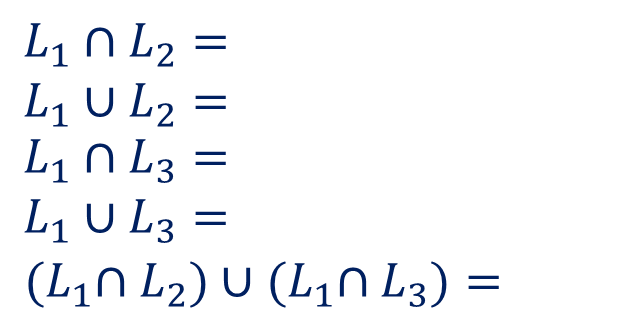 L₁ ∩ L₂ =
L₁ ∪ L₂ =
L₁ ∩ L₃ =
L₁ ∪ L₃ =
(L₁∩ L₂) ∪ (L₁∩ L₃) =